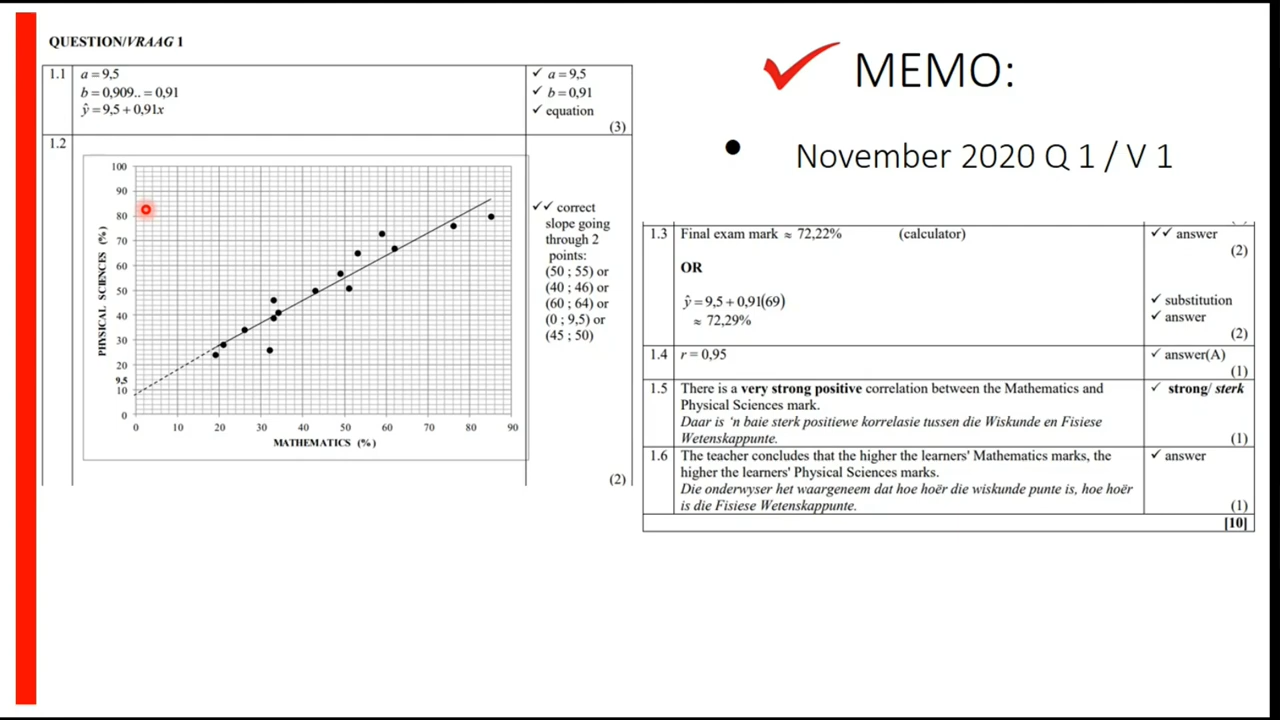 QUESTION/VRAAG 1
1.1
a = 9,5
b = 0,909.. = 0,91
ŷ = 9,5 + 0,91x
✓ a = 9,5
✓ b = 0,91
✓ equation
(3)
1.2
100
90
80
70
60
50
40
30
20
9,5
10
0
PHYSICAL SCIENCES (%)
0 10 20 30 40 50 60 70 80 90
MATHEMATICS (%)
✓✓ correct
slope going
through 2
points:
(50 ; 55) or
(40 ; 46) or
(60 ; 64) or
(0 ; 9,5) or
(45 ; 50)
(2)
MEMO:
• November 2020 Q 1 / V 1
1.3
Final exam mark ≈ 72,22% (calculator)
✓✓ answer
(2)
OR
ŷ = 9,5 + 0,91(69)
≈ 72,29%
✓ substitution
✓ answer
(2)
1.4
r = 0,95
✓ answer(A)
(1)
1.5
There is a very strong positive correlation between the Mathematics and
Physical Sciences mark.
Daar is 'n baie sterk positiewe korrelasie tussen die Wiskunde en Fisiese
Wetenskappunte.
✓ strong/ sterk
(1)
1.6
The teacher concludes that the higher the learners' Mathematics marks, the
higher the learners' Physical Sciences marks.
Die onderwyser het waargeneem dat hoe hoër die wiskunde punte is, hoe hoër
is die Fisiese Wetenskappunte.
✓ answer
(1)
[10]